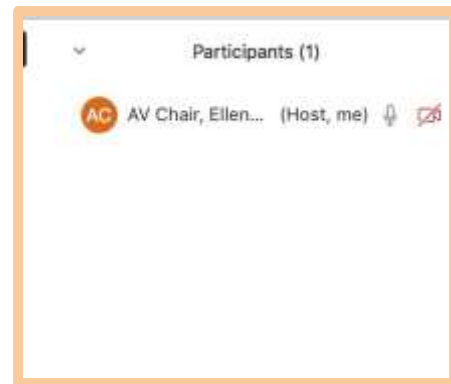 Participants (1)
AC AV Chair, Ellen... (Host, me)